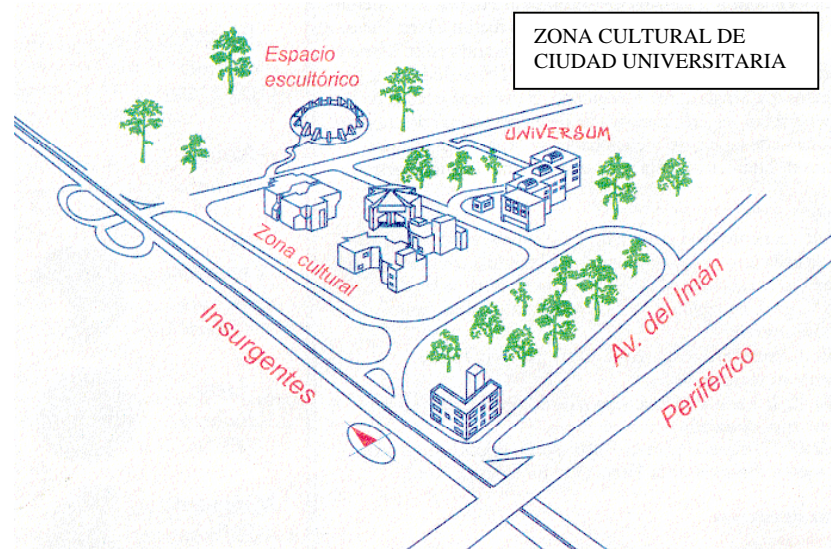 ZONA CULTURAL DE
CIUDAD UNIVERSITARIA
Espacio
escultórico
UNiVERSUM
Zona cultural
Insurgentes
Av. del Imán
Periférico